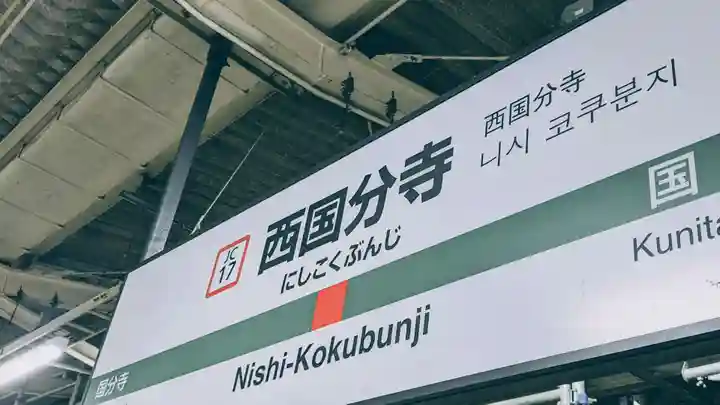 西国分寺
니시 코쿠분지
JC
17
西国分寺
にしこくぶんじ
国
国分寺
Nishi-Kokubunji